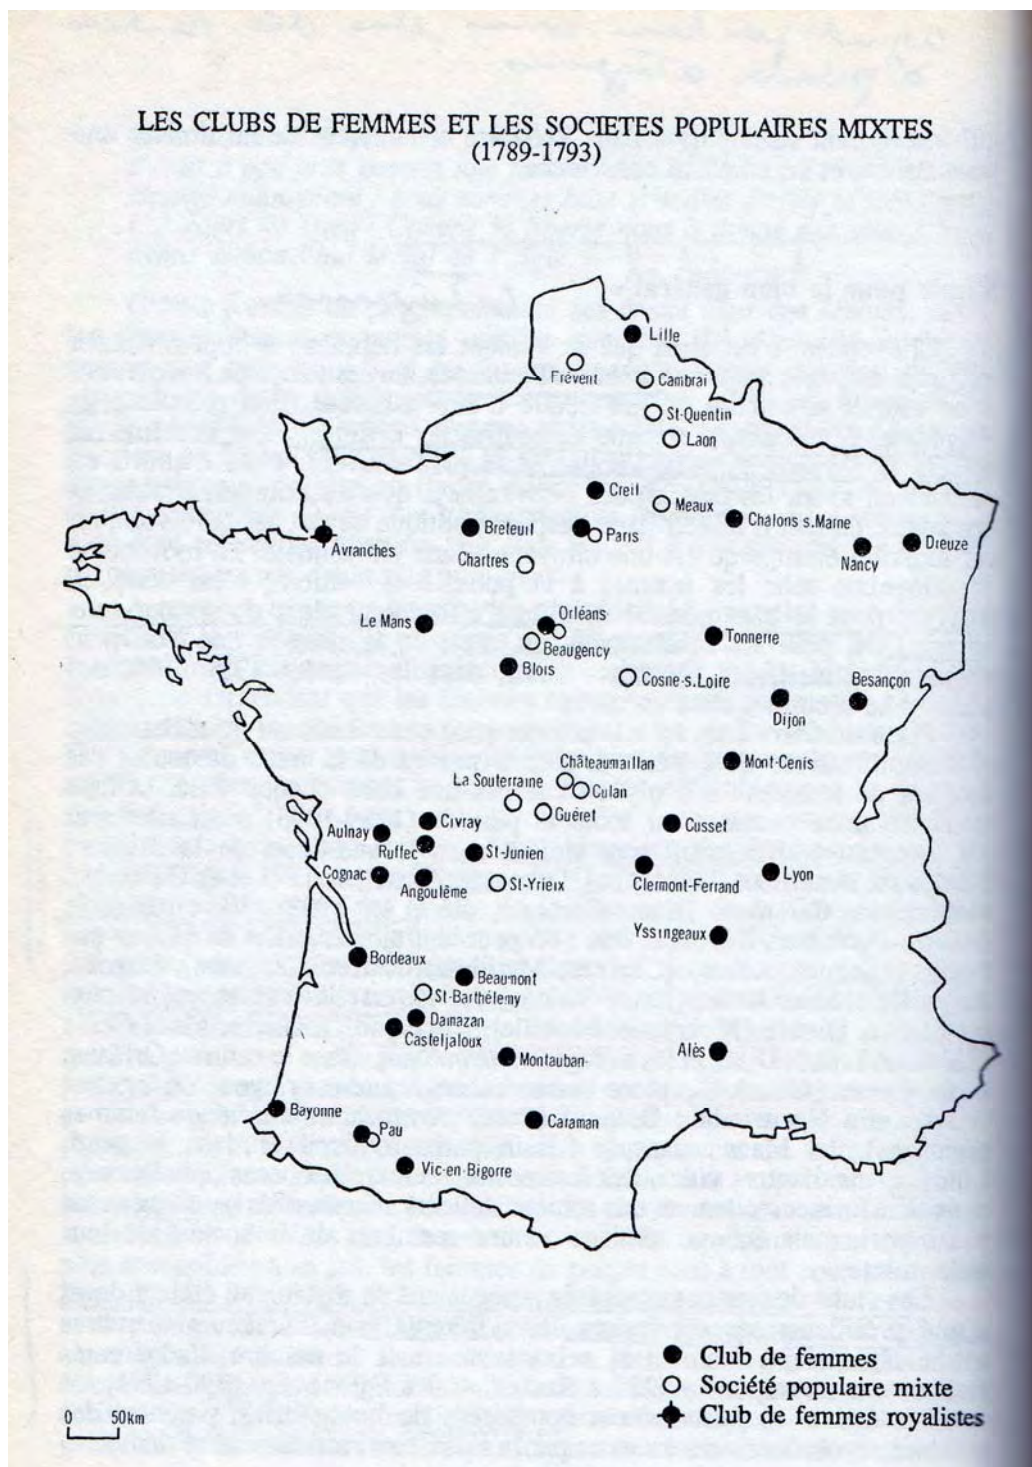 LES CLUBS DE FEMMES ET LES SOCIETES POPULAIRES MIXTES
(1789-1793)
Lille
Frévent
Cambrai
St-Quentin
Laon
Creil
Meaux
Chalons s.Marne
Breteuil
Paris
Avranches
Chartres
Nancy
Dieuze
Le Mans
Orléans
Beaugency
Tonnerre
Blois
Cosne-s.Loire
Besançon
Dijon
Châteaumaillan
Mont-Cenis
La Souterraine
Culan
Guéret
Civray
Aulnay
Cusset
Ruffec
St-Junien
Cognac
Angoulême
St-Yrieix
Clermont-Ferrand
Lyon
Yssingeaux
Bordeaux
Beaumont
St-Barthélemy
Damazan
Casteljaloux
Montauban
Alès
Bayonne
Caraman
Pau
Vic-en-Bigorre
Club de femmes
Société populaire mixte
Club de femmes royalistes
0 50km